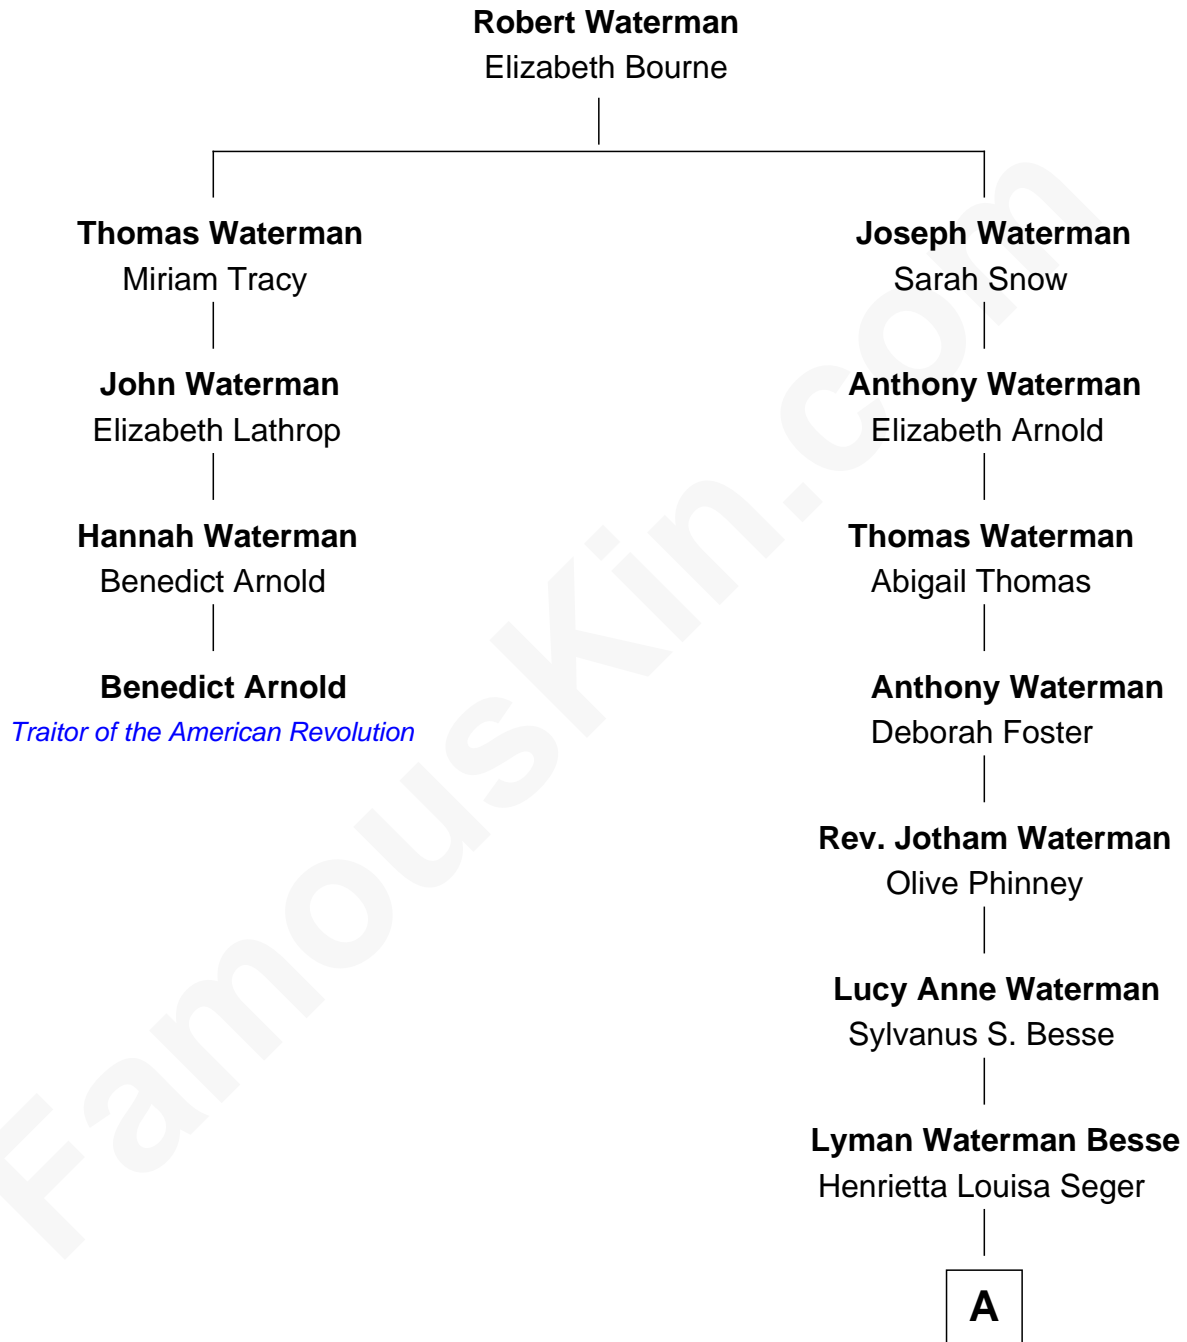 Robert Waterman
Elizabeth Bourne
Thomas Waterman
Miriam Tracy
John Waterman
Elizabeth Lathrop
Hannah Waterman
Benedict Arnold
Benedict Arnold
Traitor of the American Revolution
Joseph Waterman
Sarah Snow
Anthony Waterman
Elizabeth Arnold
Thomas Waterman
Abigail Thomas
Anthony Waterman
Deborah Foster
Rev. Jotham Waterman
Olive Phinney
Lucy Anne Waterman
Sylvanus S. Besse
Lyman Waterman Besse
Henrietta Louisa Seger
A
FamousKin.com